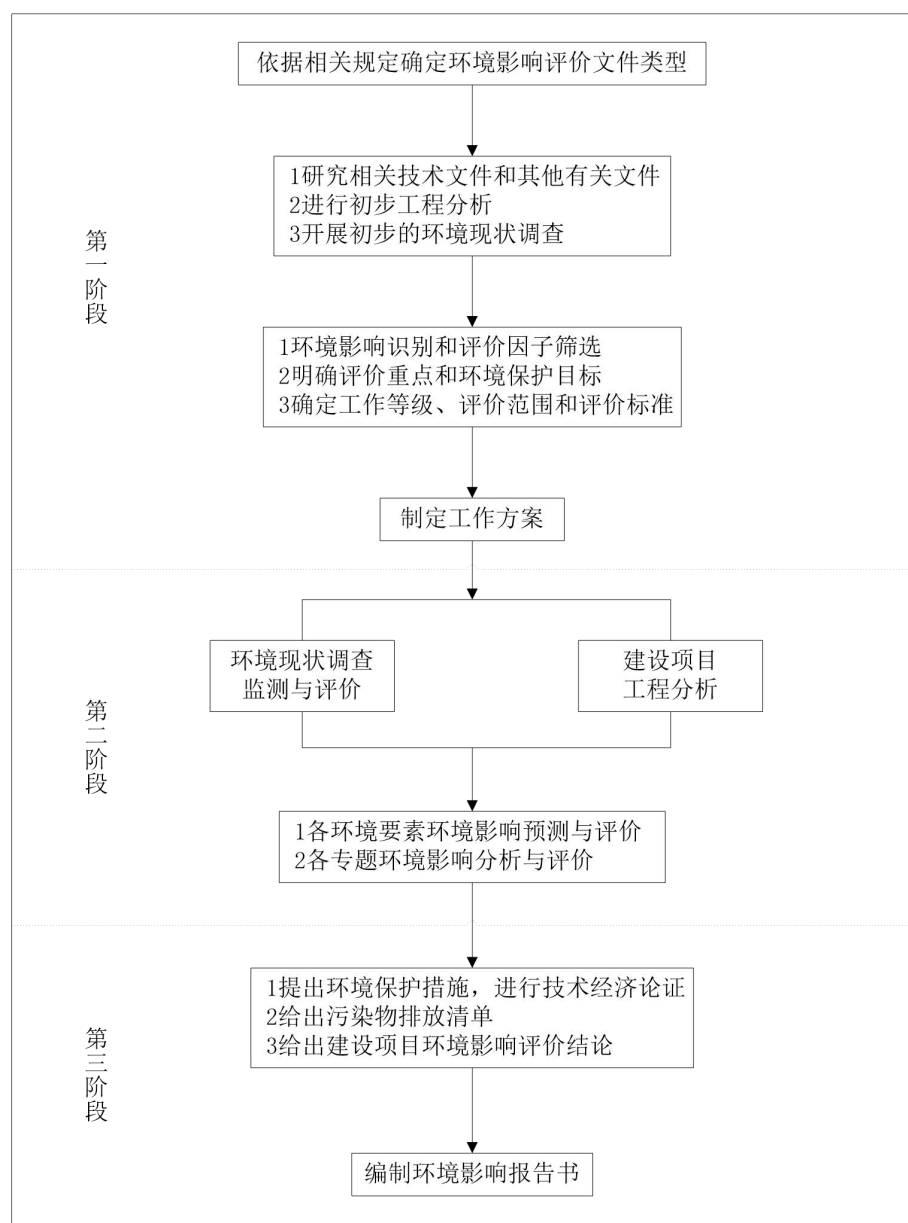 依据相关规定确定环境影响评价文件类型
1研究相关技术文件和其他有关文件
2进行初步工程分析
3开展初步的环境现状调查
第一阶段
1环境影响识别和评价因子筛选
2明确评价重点和环境保护目标
3确定工作等级、评价范围和评价标准
制定工作方案
环境现状调查
监测与评价
建设项目
工程分析
第二阶段
1各环境要素环境影响预测与评价
2各专题环境影响分析与评价
1提出环境保护措施，进行技术经济论证
2给出污染物排放清单
3给出建设项目环境影响评价结论
第三阶段
编制环境影响报告书